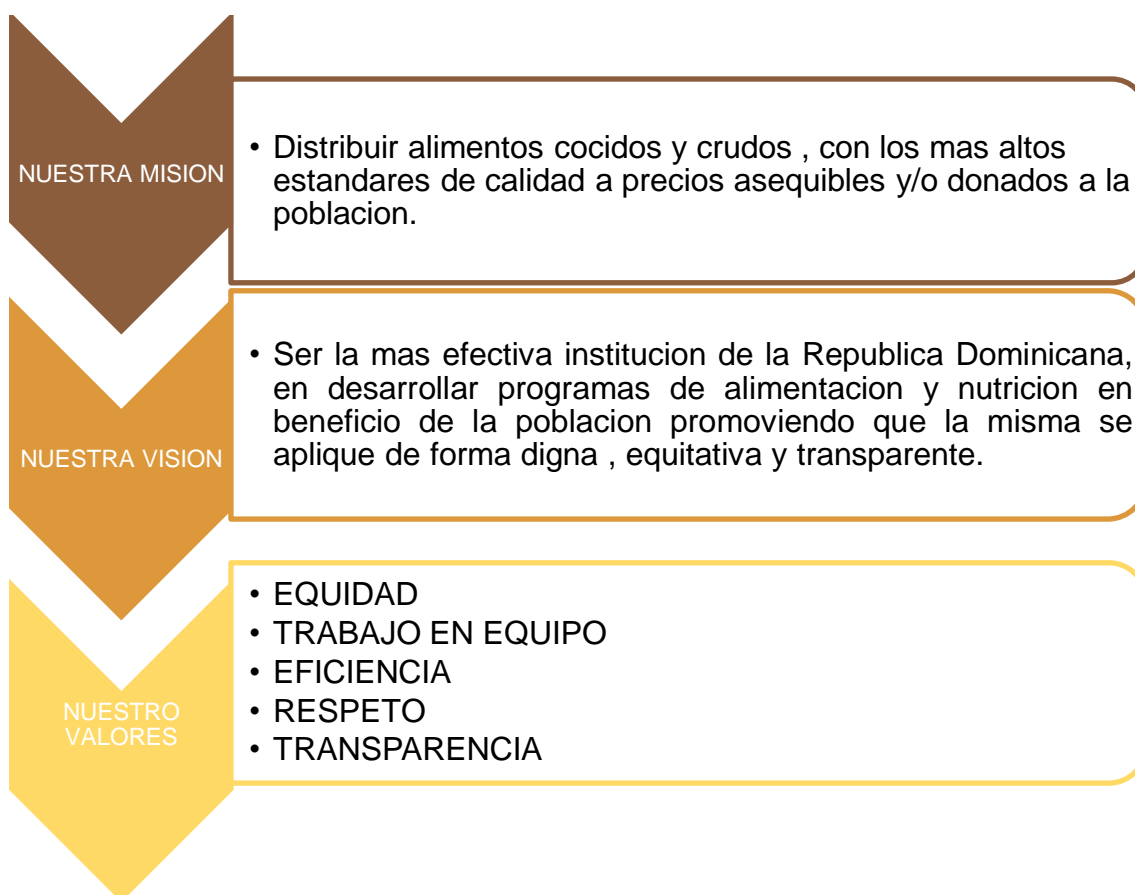 NUESTRA MISION
• Distribuir alimentos cocidos y crudos , con los mas altos
estandares de calidad a precios asequibles y/o donados a la
poblacion.
NUESTRA VISION
• Ser la mas efectiva institucion de la Republica Dominicana,
en desarrollar programas de alimentacion y nutricion en
beneficio de la poblacion promoviendo que la misma se
aplique de forma digna , equitativa y transparente.
NUESTRO
VALORES
• EQUIDAD
• TRABAJO EN EQUIPO
• EFICIENCIA
• RESPETO
• TRANSPARENCIA